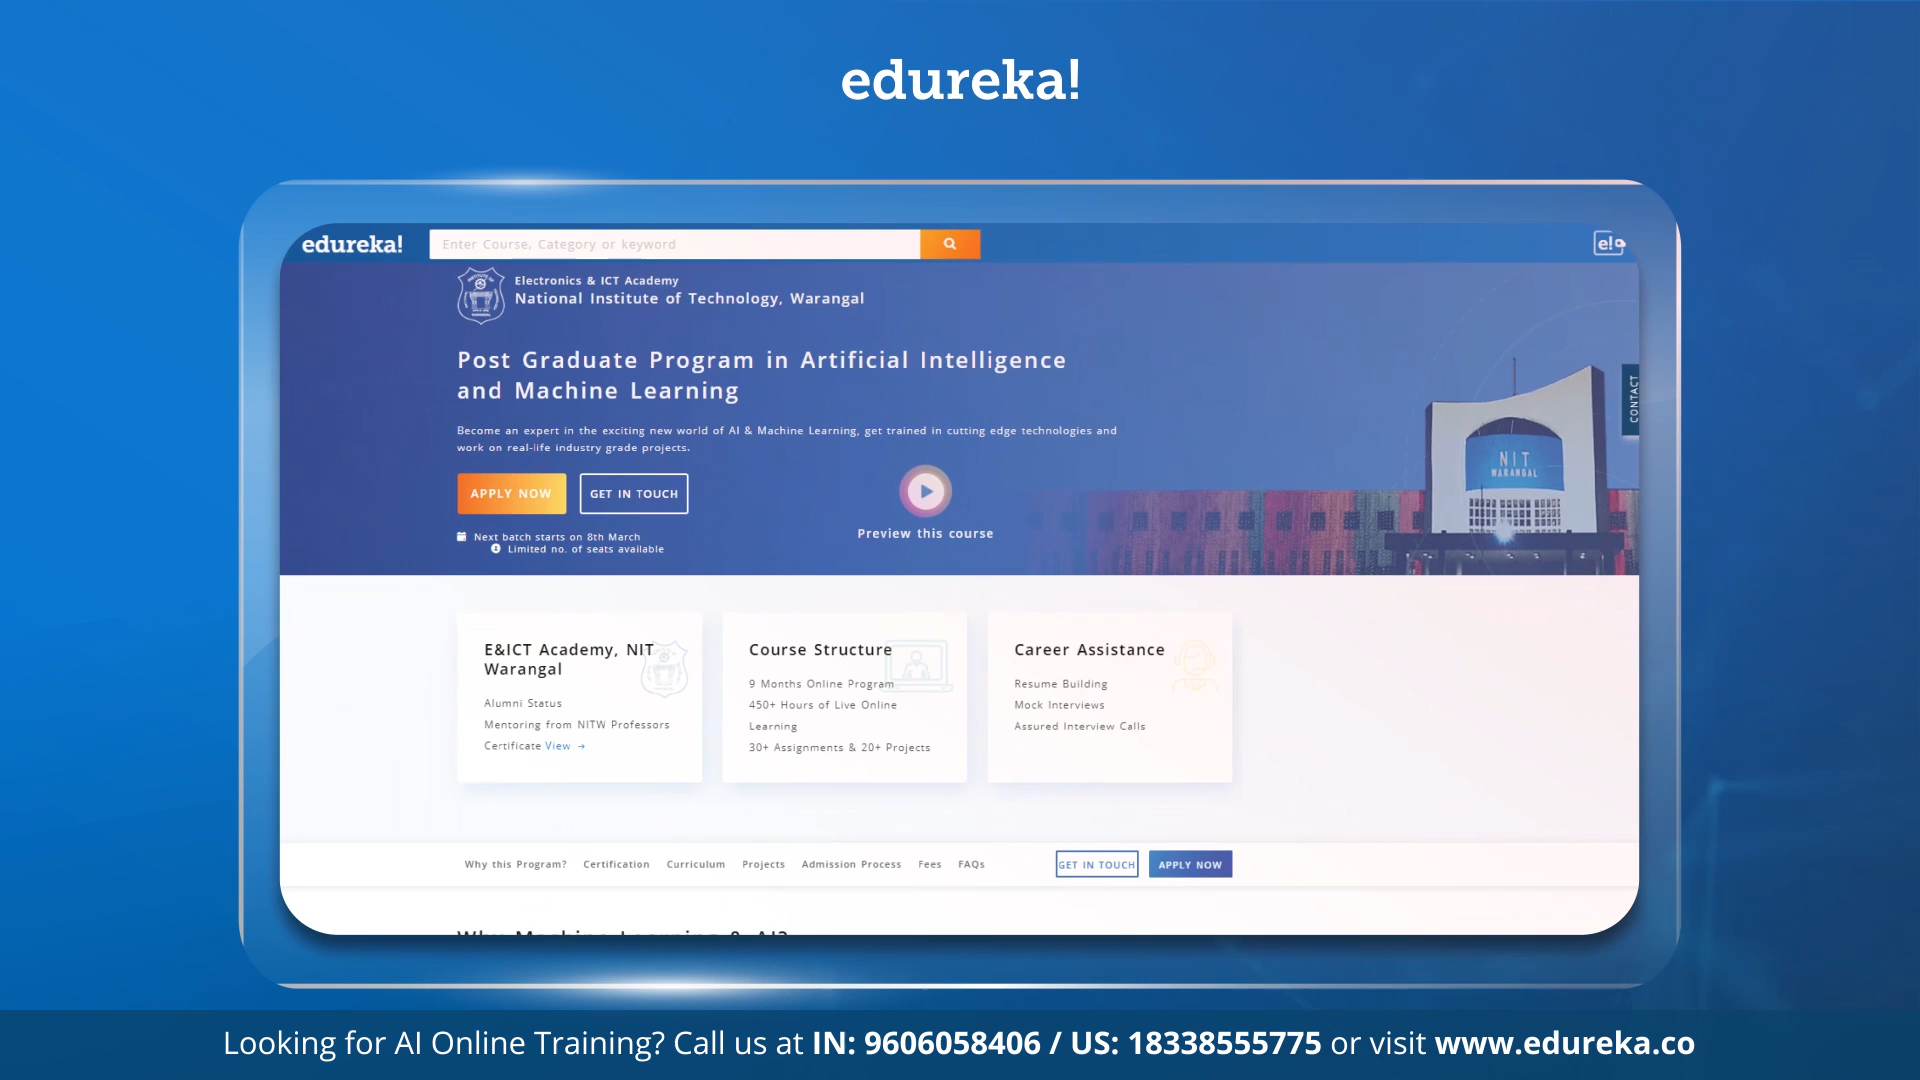 edureka!
edureka!
Enter Course, Category or keyword
Electronics & ICT Academy
National Institute of Technology, Warangal
Post Graduate Program in Artificial Intelligence
and Machine Learning
Become an expert in the exciting new world of AI & Machine Learning, get trained in cutting edge technologies and
work on real-life industry grade projects.
APPLY NOW
GET IN TOUCH
Next batch starts on 8th March
Limited no. of seats available
Preview this course
NIT
WARANGAL
CONTACT
E&ICT Academy, NIT
Warangal
Alumni Status
Mentoring from NITW Professors
Certificate View →
Course Structure
9 Months Online Program
450+ Hours of Live Online
Learning
30+ Assignments & 20+ Projects
Career Assistance
Resume Building
Mock Interviews
Assured Interview Calls
Why this Program? Certification Curriculum Projects Admission Process Fees FAQs GET IN TOUCH APPLY NOW
Why Machine Learning & AI?
Looking for AI Online Training? Call us at IN: 9606058406 / US: 18338555775 or visit www.edureka.co